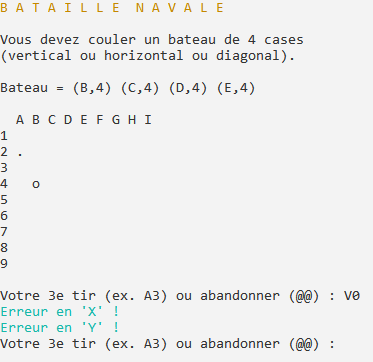 B A T A I L L E  N A V A L E
Vous devez couler un bateau de 4 cases
(vertical ou horizontal ou diagonal).
Bateau = (B,4) (C,4) (D,4) (E,4)
A B C D E F G H I
1
2 .
3
4   o
5
6
7
8
9
Votre 3e tir (ex. A3) ou abandonner (@@) : V0
Erreur en 'X' !
Erreur en 'Y' !
Votre 3e tir (ex. A3) ou abandonner (@@) :